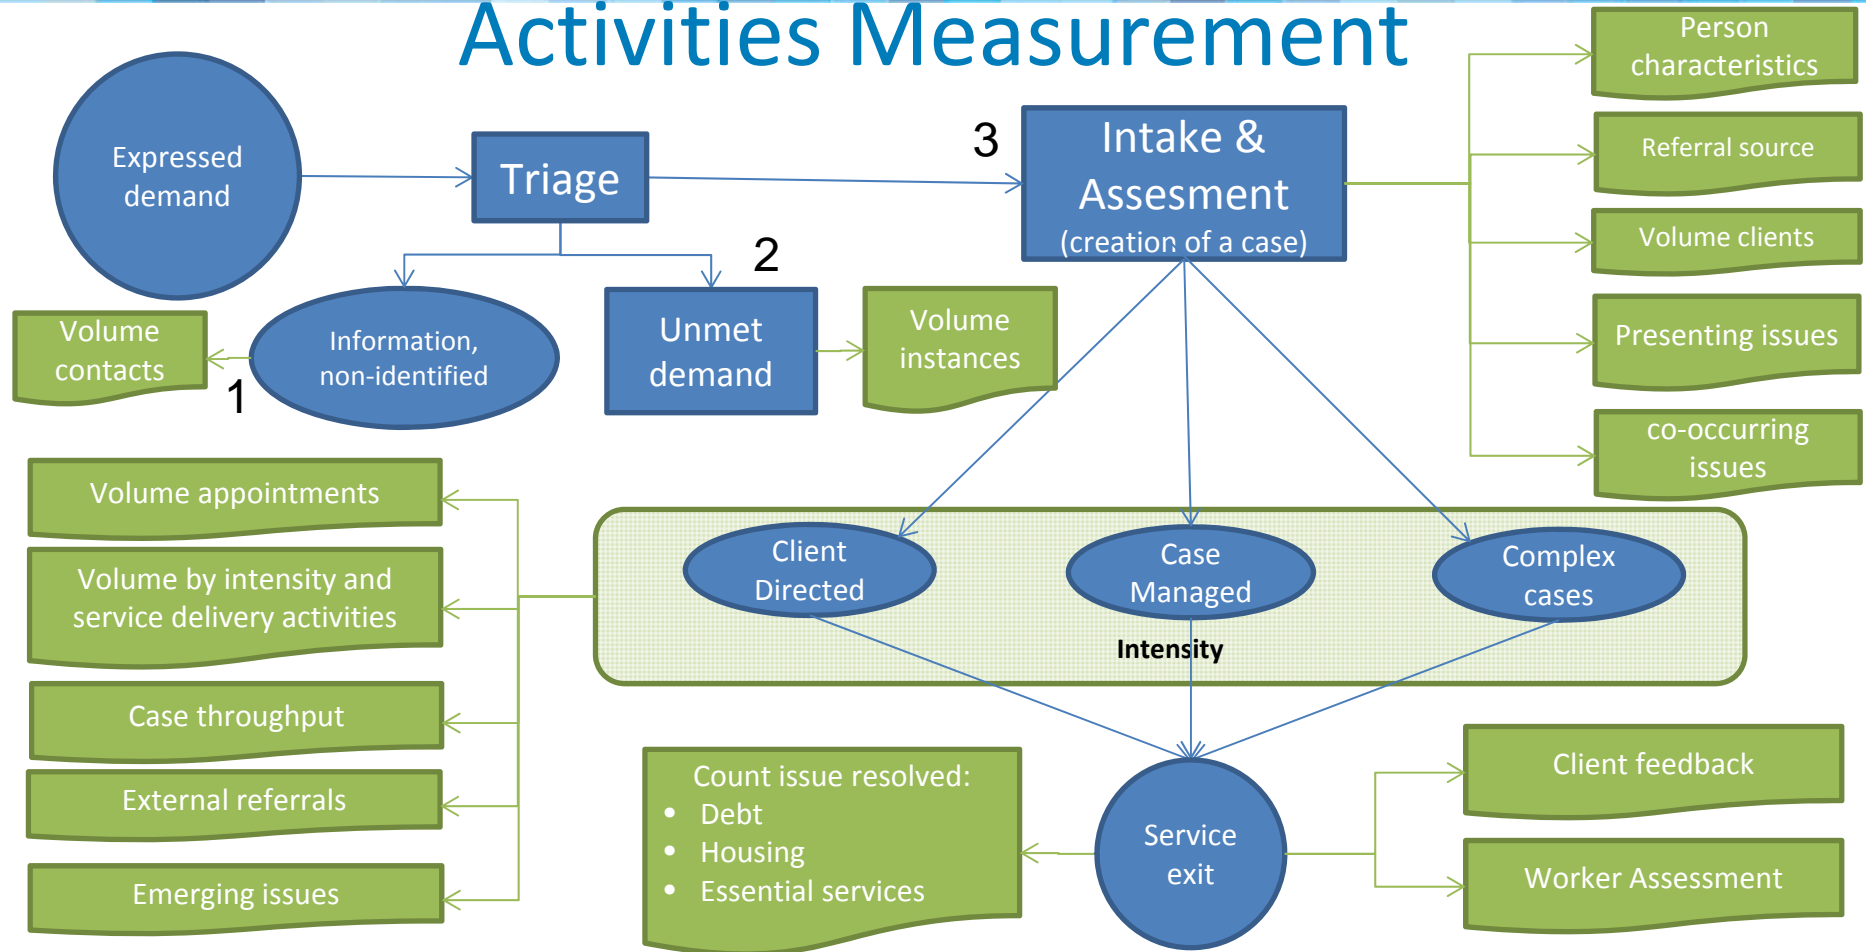 Activities Measurement
Expressed
demand
Triage
3
Intake &
Assesment
(creation of a case)
Person
characteristics
Referral source
Volume clients
Presenting issues
co-occurring
issues
2
Volume
contacts
1
Information,
non-identified
Unmet
demand
Volume
instances
Volume appointments
Volume by intensity and
service delivery activities
Case throughput
External referrals
Emerging issues
Client
Directed
Case
Managed
Complex
cases
Intensity
Count issue resolved:
• Debt
• Housing
• Essential services
Service
exit
Client feedback
Worker Assessment